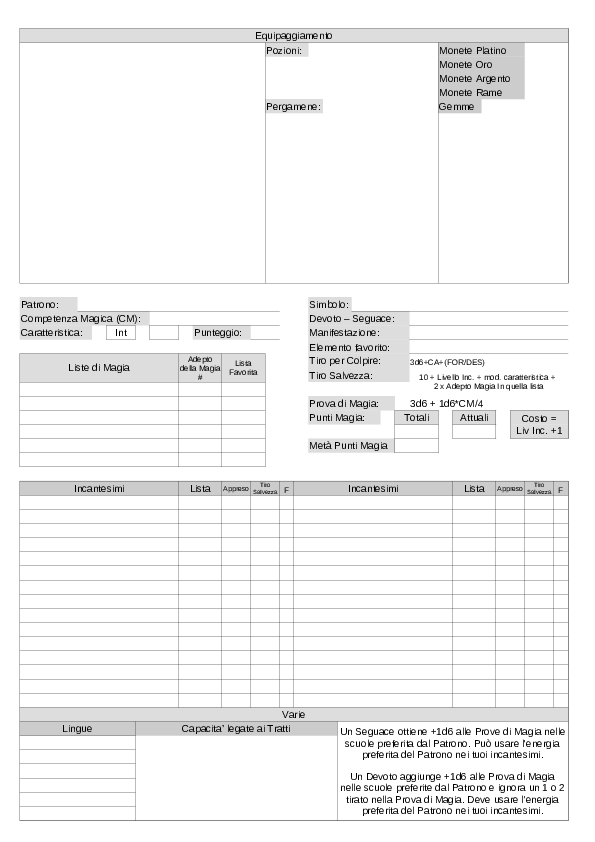 Equipaggiamento
Pozioni:
Monete Platino
Monete Oro
Monete Argento
Monete Rame
Pergamene:
Gemme
Patrono:
Competenza Magica (CM):
Caratteristica: Int Punteggio:
Simbolo:
Devoto – Seguace:
Manifestazione:
Elemento favorito:
Tiro per Colpire: 3d6+CA+(FOR/DES)
Tiro Salvezza: 10 + Livello Inc. + mod. caratteristica +
2 x Adepto Magia In quella lista
Prova di Magia: 3d6 + 1d6*CM/4
Punti Magia: Totali Attuali Costo =
Liv Inc. +1
Metà Punti Magia
Liste di Magia
Adepto
della Magia
#
Lista
Favorita
Incantesimi Lista Appreso Tiro
Salvezza F
Incantesimi Lista Appreso Tiro
Salvezza F
Varie
Lingue
Capacita' legate ai Tratti
Un Seguace ottiene +1d6 alle Prove di Magia nelle
scuole preferita dal Patrono. Può usare l'energia
preferita del Patrono nei tuoi incantesimi.
Un Devoto aggiunge +1d6 alle Prova di Magia
nelle scuole preferite dal Patrono e ignora un 1 o 2
tirato nella Prova di Magia. Deve usare l'energia
preferita del Patrono nei tuoi incantesimi.